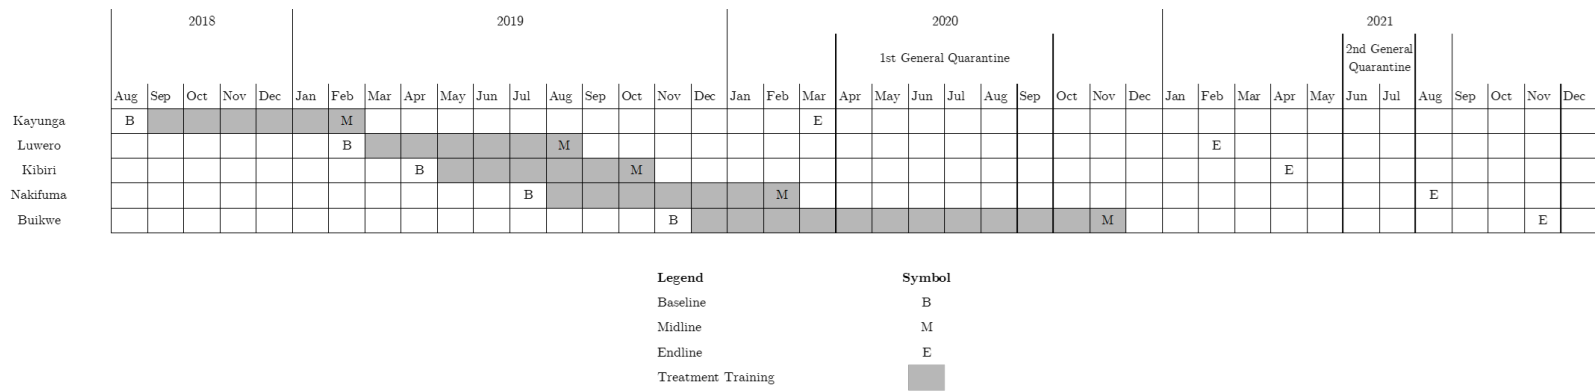 2018 2019 2020 2021
1st General Quarantine 2nd General
Quarantine
Aug Sep Oct Nov Dec Jan Feb Mar Apr May Jun Jul Aug Sep Oct Nov Dec Jan Feb Mar Apr May Jun Jul Aug Sep Oct Nov Dec Jan Feb Mar Apr May Jun Jul Aug Sep Oct Nov Dec
Kayunga B M E
Luwero B M E
Kibiri B M E
Nakifuma B M E
Buikwe B M E
Legend Symbol
Baseline B
Midline M
Endline E
Treatment Training